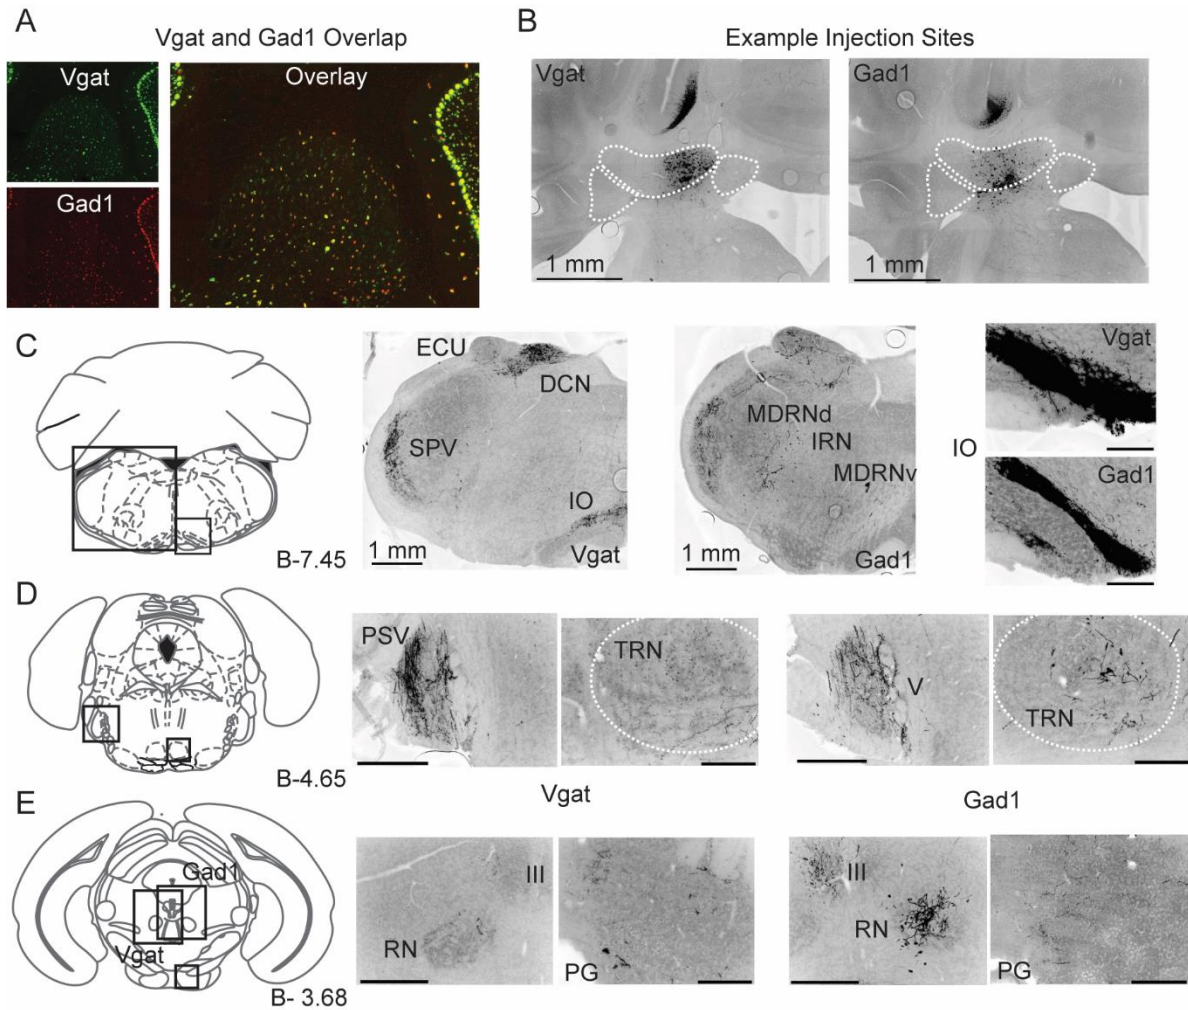 A
Vgat and Gad1 Overlap
Vgat
Overlay
Gad1
B
Example Injection Sites
Vgat
Gad1
1 mm
1 mm
C
B-7.45
ECU
DCN
SPV
IO
1 mm
Vgat
MDRNd
IRN
MDRNv
1 mm
Gad1
IO
Vgat
Gad1
D
B-4.65
PSV
TRN
V
TRN
Vgat
Gad1
E
Gad1
Vgat
B- 3.68
III
RN
PG
III
RN
PG